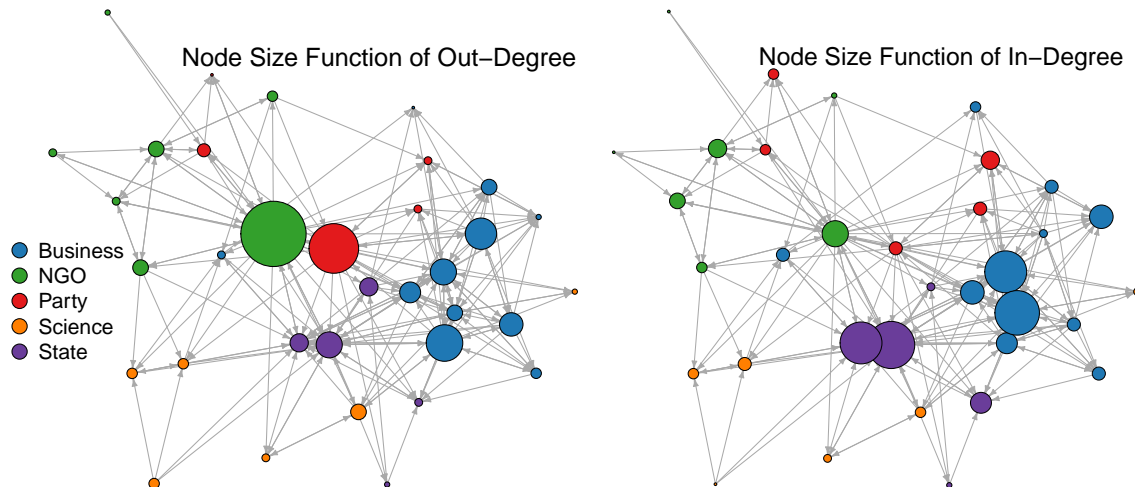 Node Size Function of Out−Degree
Node Size Function of In−Degree
Business
NGO
Party
Science
State